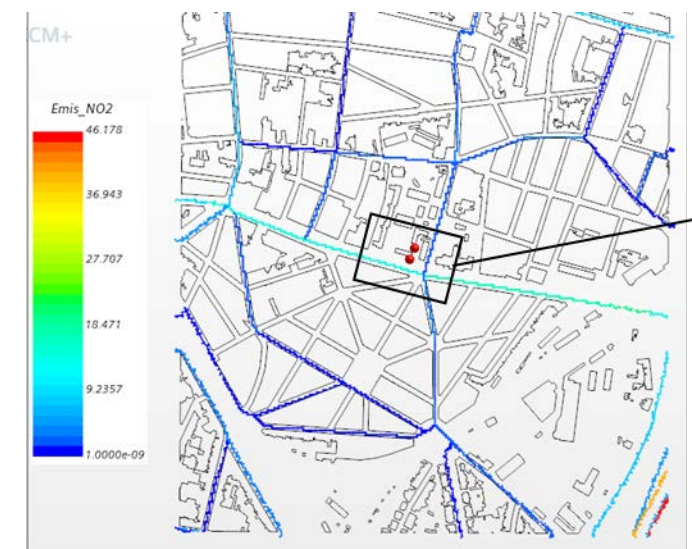 CM+
Emis_NO2
46.178
36.943
27.707
18.471
9.2357
1.0000e-09